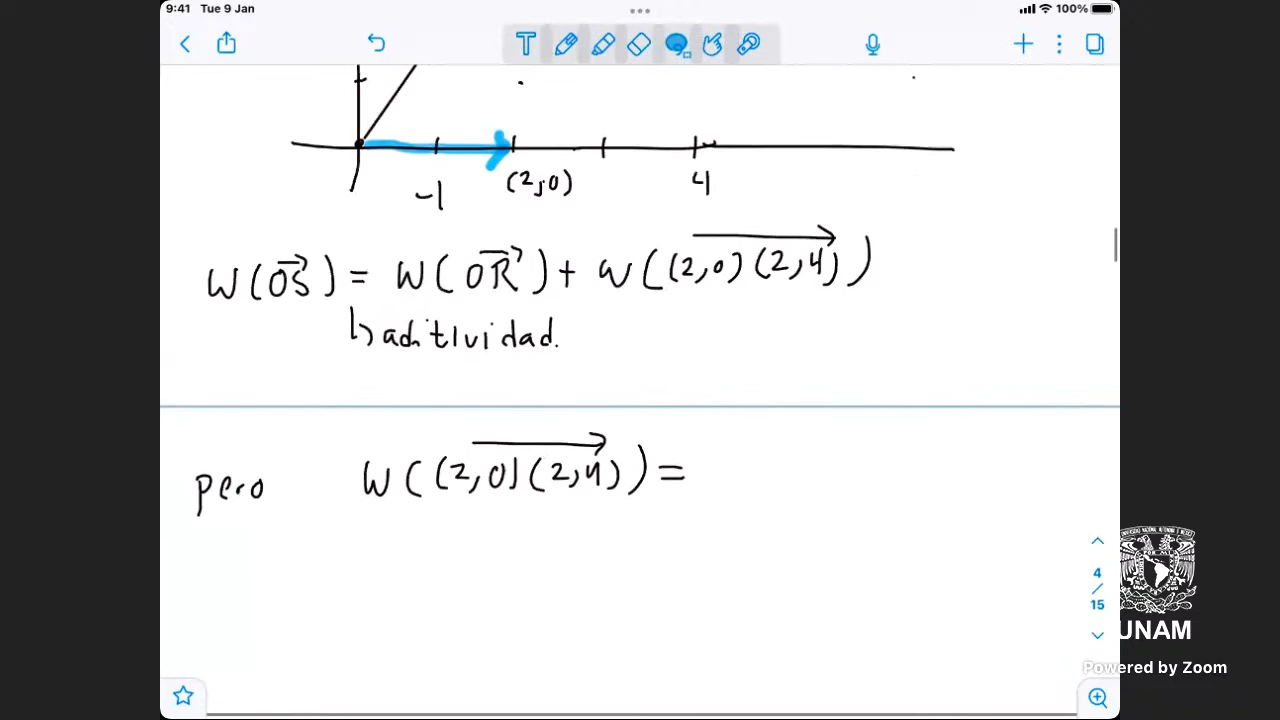 9:41 Tue 9 Jan 100%
-1 (2,0) 4
W(OS) = W(OR) + W((2,0)(2,4))
↳ aditividad.
pero W((2,0)(2,4)) =
4
/
15
UNAM
Powered by Zoom